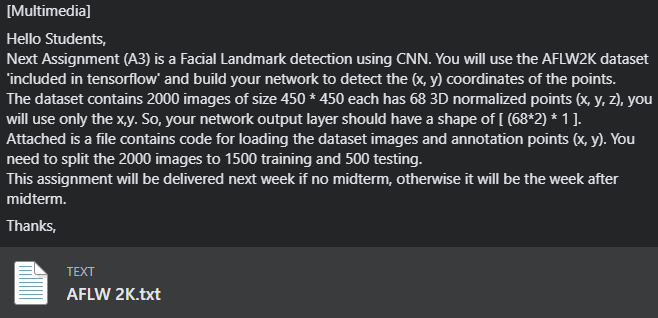 [Multimedia]
Hello Students,
Next Assignment (A3) is a Facial Landmark detection using CNN. You will use the AFLW2K dataset
'included in tensorflow' and build your network to detect the (x, y) coordinates of the points.
The dataset contains 2000 images of size 450 * 450 each has 68 3D normalized points (x, y, z), you
will use only the x,y. So, your network output layer should have a shape of [ (68*2) * 1 ].
Attached is a file contains code for loading the dataset images and annotation points (x, y). You
need to split the 2000 images to 1500 training and 500 testing.
This assignment will be delivered next week if no midterm, otherwise it will be the week after
midterm.
Thanks,
TEXT
AFLW 2K.txt